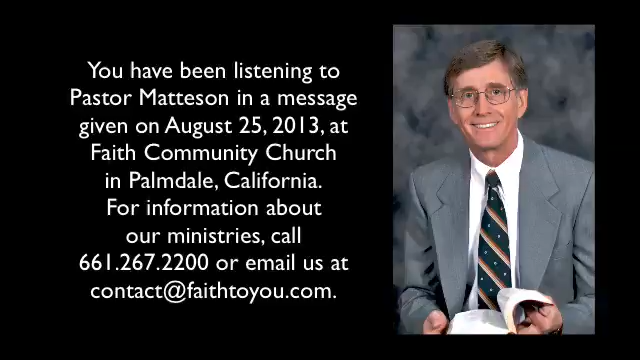 You have been listening to
Pastor Matteson in a message
given on August 25, 2013, at
Faith Community Church
in Palmdale, California.
For information about
our ministries, call
661.267.2200 or email us at
contact@faithtoyou.com.